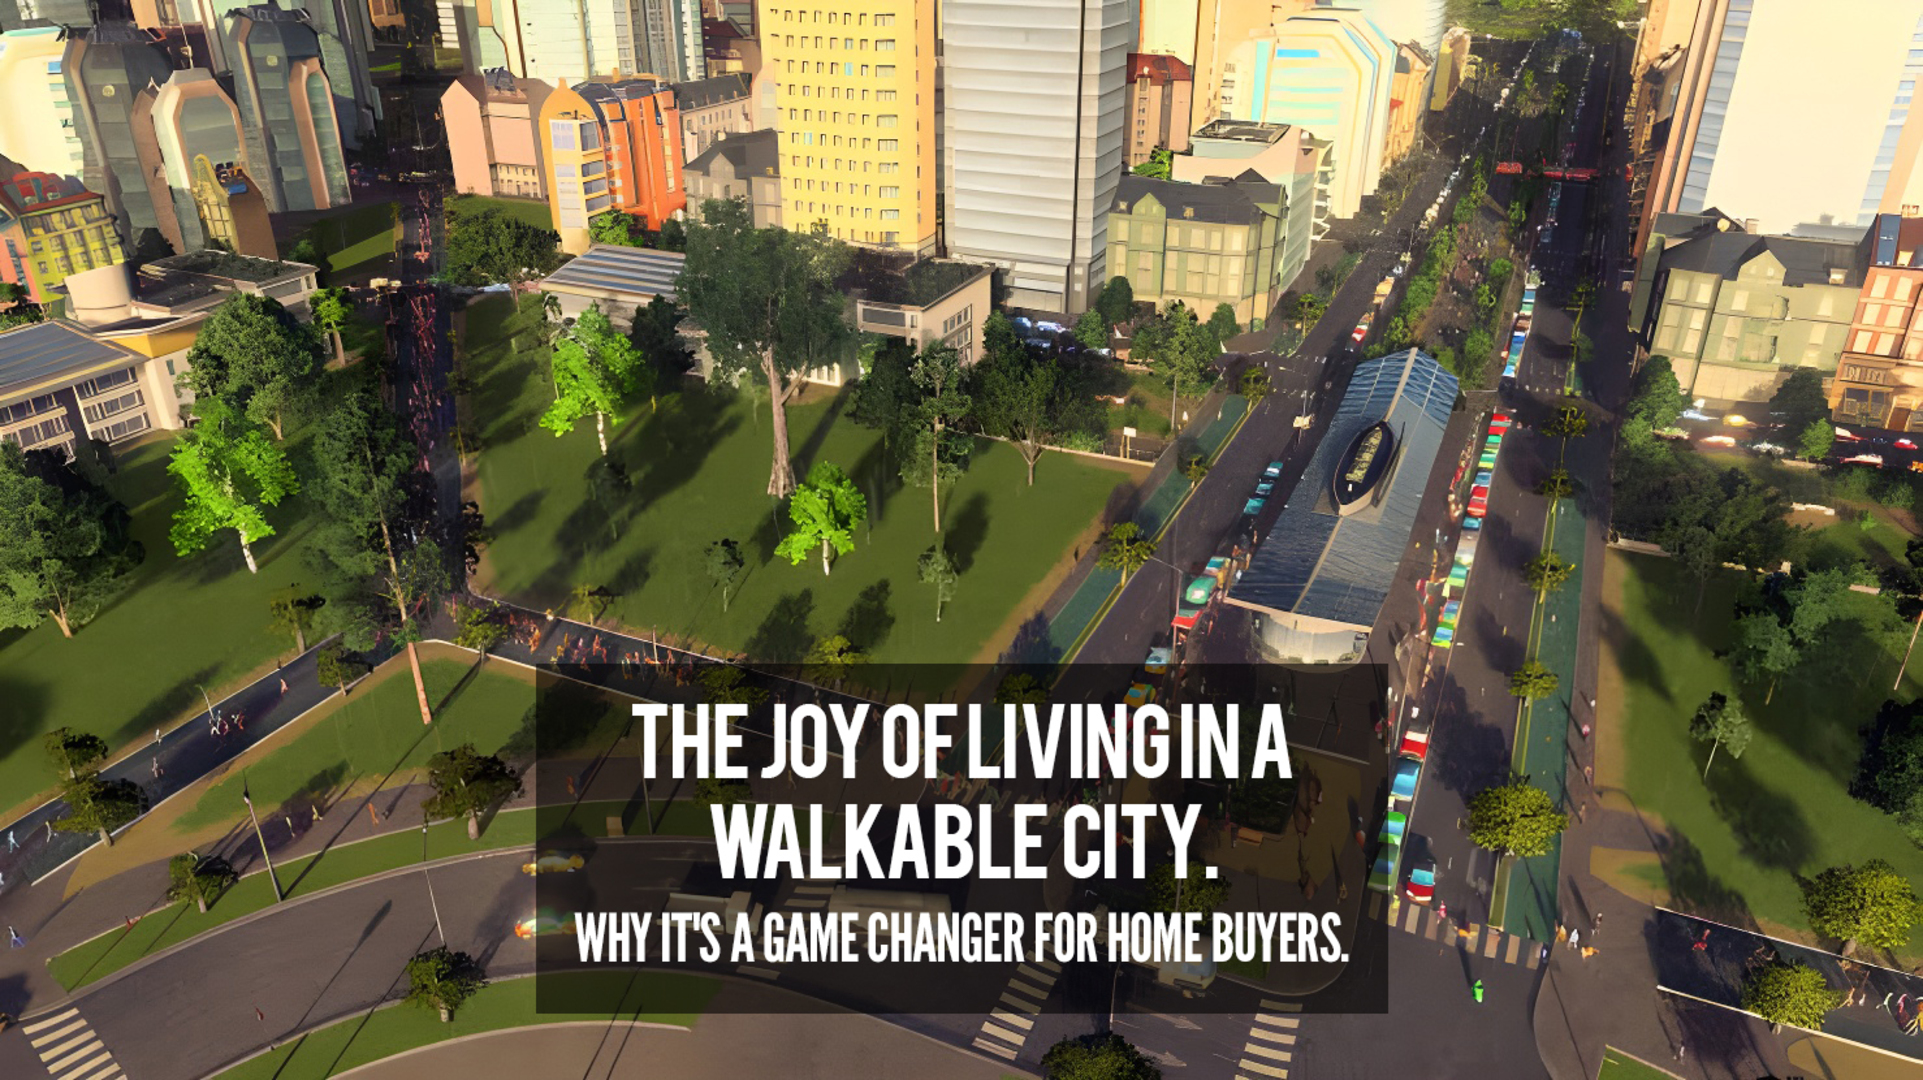 THE JOY OF LIVING IN A
WALKABLE CITY.
WHY IT'S A GAME CHANGER FOR HOME BUYERS.